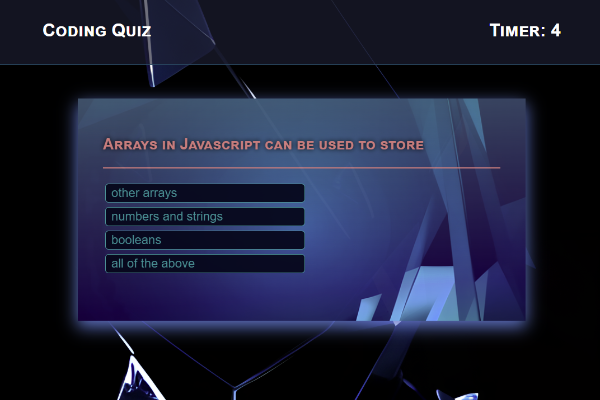 Coding Quiz
Timer: 4
Arrays in Javascript can be used to store
other arrays
numbers and strings
booleans
all of the above